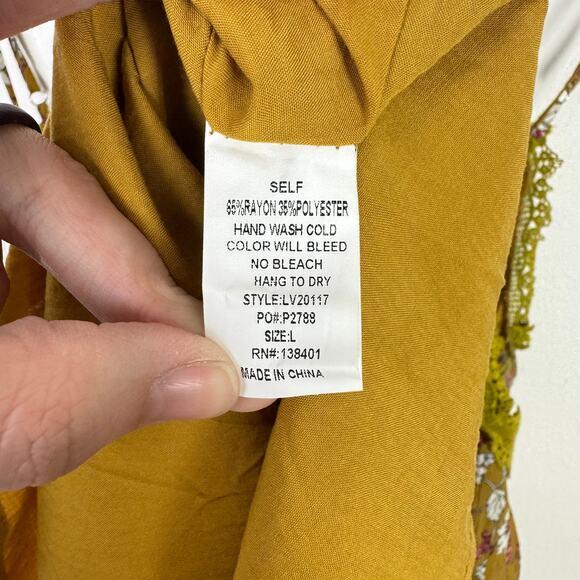 SELF
65%RAYON 35%POLYESTER
HAND WASH COLD
COLOR WILL BLEED
NO BLEACH
HANG TO DRY
STYLE:LV20117
PO#:P2788
SIZE:L
RN#:138401
MADE IN CHINA